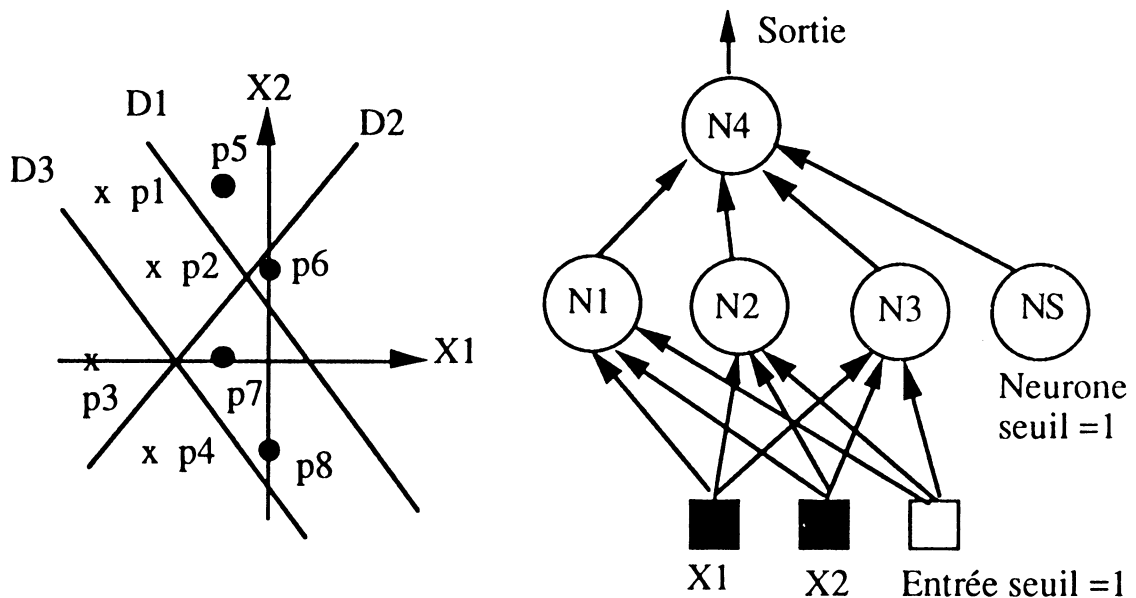 D1
X2
D2
p5
D3
x p1
x p2
p6
X1
x
p3
p7
x p4
p8
Sortie
N4
N1
N2
N3
NS
Neurone
seuil =1
X1
X2
Entrée seuil =1